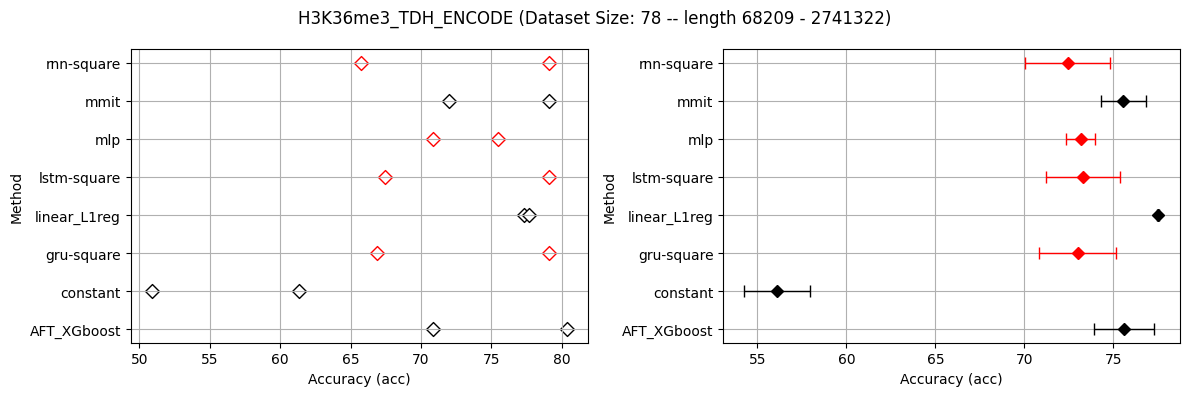 H3K36me3_TDH_ENCODE (Dataset Size: 78 -- length 68209 - 2741322)
Method
rnn-square
mmit
mlp
lstm-square
linear_L1reg
gru-square
constant
AFT_XGboost
50 55 60 65 70 75 80
Accuracy (acc)
Method
rnn-square
mmit
mlp
lstm-square
linear_L1reg
gru-square
constant
AFT_XGboost
55 60 65 70 75
Accuracy (acc)